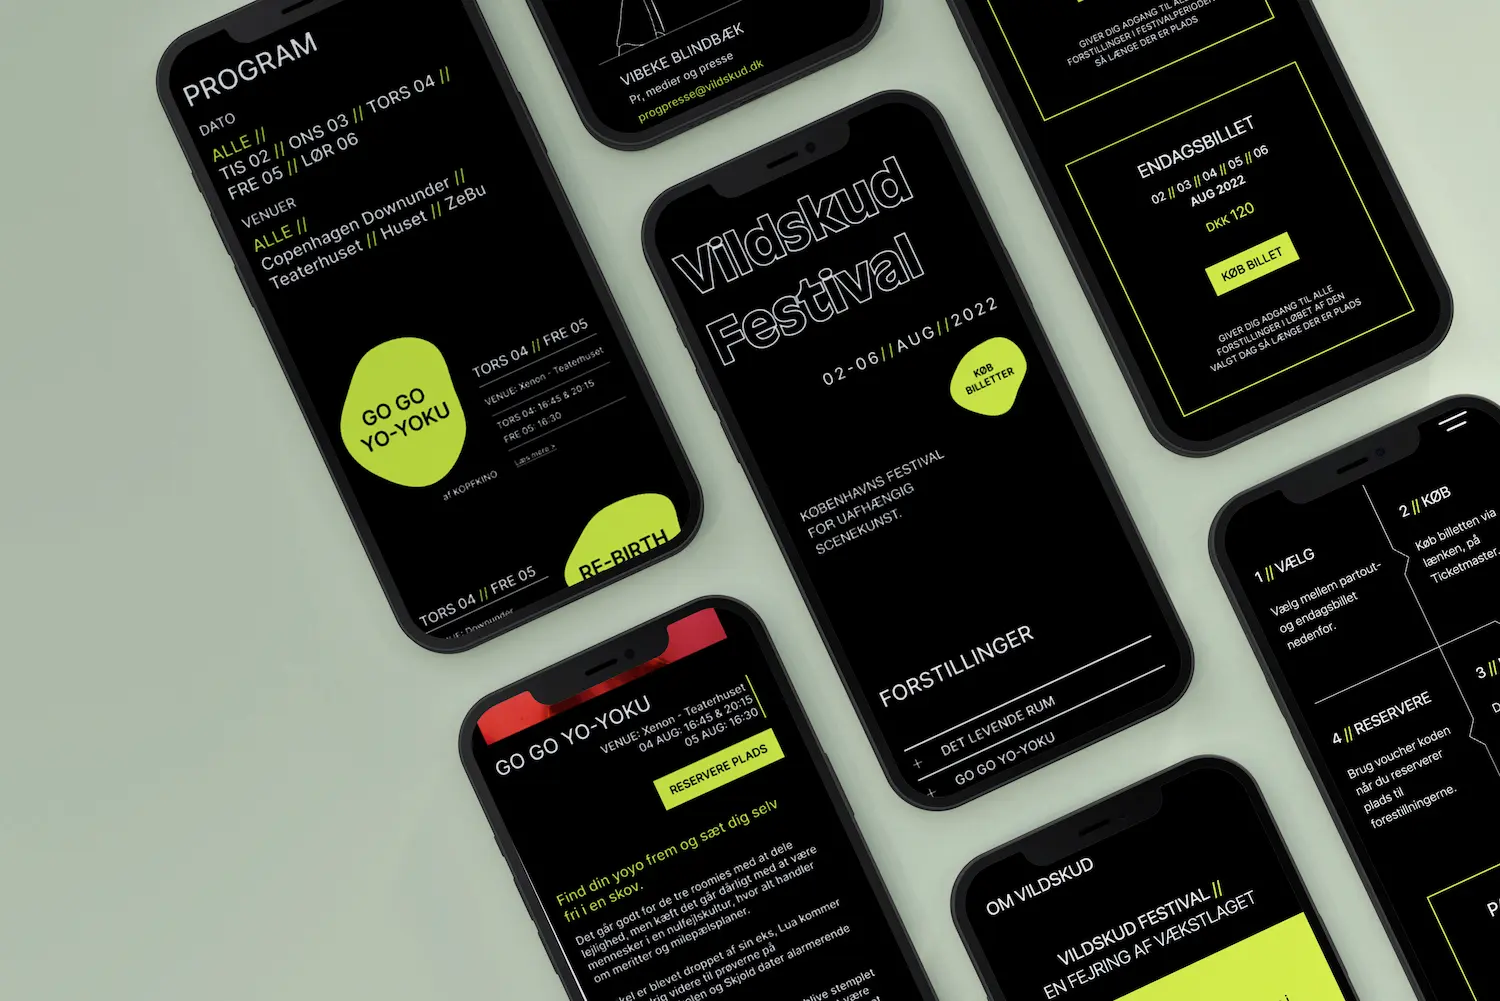 PROGRAM
DATO
ALLE //
TIS 02 // ONS 03 // TORS 04 //
FRE 05 // LØR 06
VENUER
ALLE //
Copenhagen Downunder //
Teaterhuset // Huset // ZeBu
GO GO
YO-YOKU
af KOPFKINO
TORS 04 // FRE 05
VENUE: Xenon - Teaterhuset
TORS 04: 16:45 & 20:15
FRE 05: 16:30
Læs mere >
RE-BIRTH
TORS 04 // FRE 05
Downunder
VIBEKE BLINDBÆK
Pr, medier og presse
progpresse@vildskud.dk
Vildskud
Festival
02-06//AUG//2022
KØB
BILLETTER
KØBENHAVNS FESTIVAL
FOR UAFHÆNGIG
SCENEKUNST.
FORSTILLINGER
+ DET LEVENDE RUM
+ GO GO YO-YOKU
GIVER DIG ADGANG TIL
FORSTILLINGER I FESTIVALPERIODEN
SÅ LÆNGE DER ER PLADS
ENDAGSBILLET
02 // 03 // 04 // 05 // 06
AUG 2022
DKK 120
KØB BILLET
GIVER DIG ADGANG TIL ALLE
FORSTILLINGER I LØBET AF DEN
VALGT DAG SÅ LÆNGE DER ER PLADS
GO GO YO-YOKU
VENUE: Xenon - Teaterhuset
04 AUG: 16:45 & 20:15
05 AUG: 16:30
RESERVERE PLADS
Find din yoyo frem og sæt dig selv
fri i en skov.
Det går godt for de tre roomies med at dele
lejlighed, men kæft det går dårligt med at være
mennesker i en nulfejlskultur, hvor alt handler
om meritter og milepælsplaner.
er blevet droppet af sin eks, Lua kommer
videre til prøverne på
og Skjold dater alarmerende
blive stemplet
være
1 // VÆLG
Vælg mellem partout-
og endagsbillet
nedenfor.
2 // KØB
Køb billetten via
lænken, på
Ticketmaster.
3 //
4 // RESERVERE
Brug voucher koden
når du reserverer
plads til
forestillningerne.
OM VILDSKUD
VILDSKUD FESTIVAL //
EN FEJRING AF VÆKSTLAGET